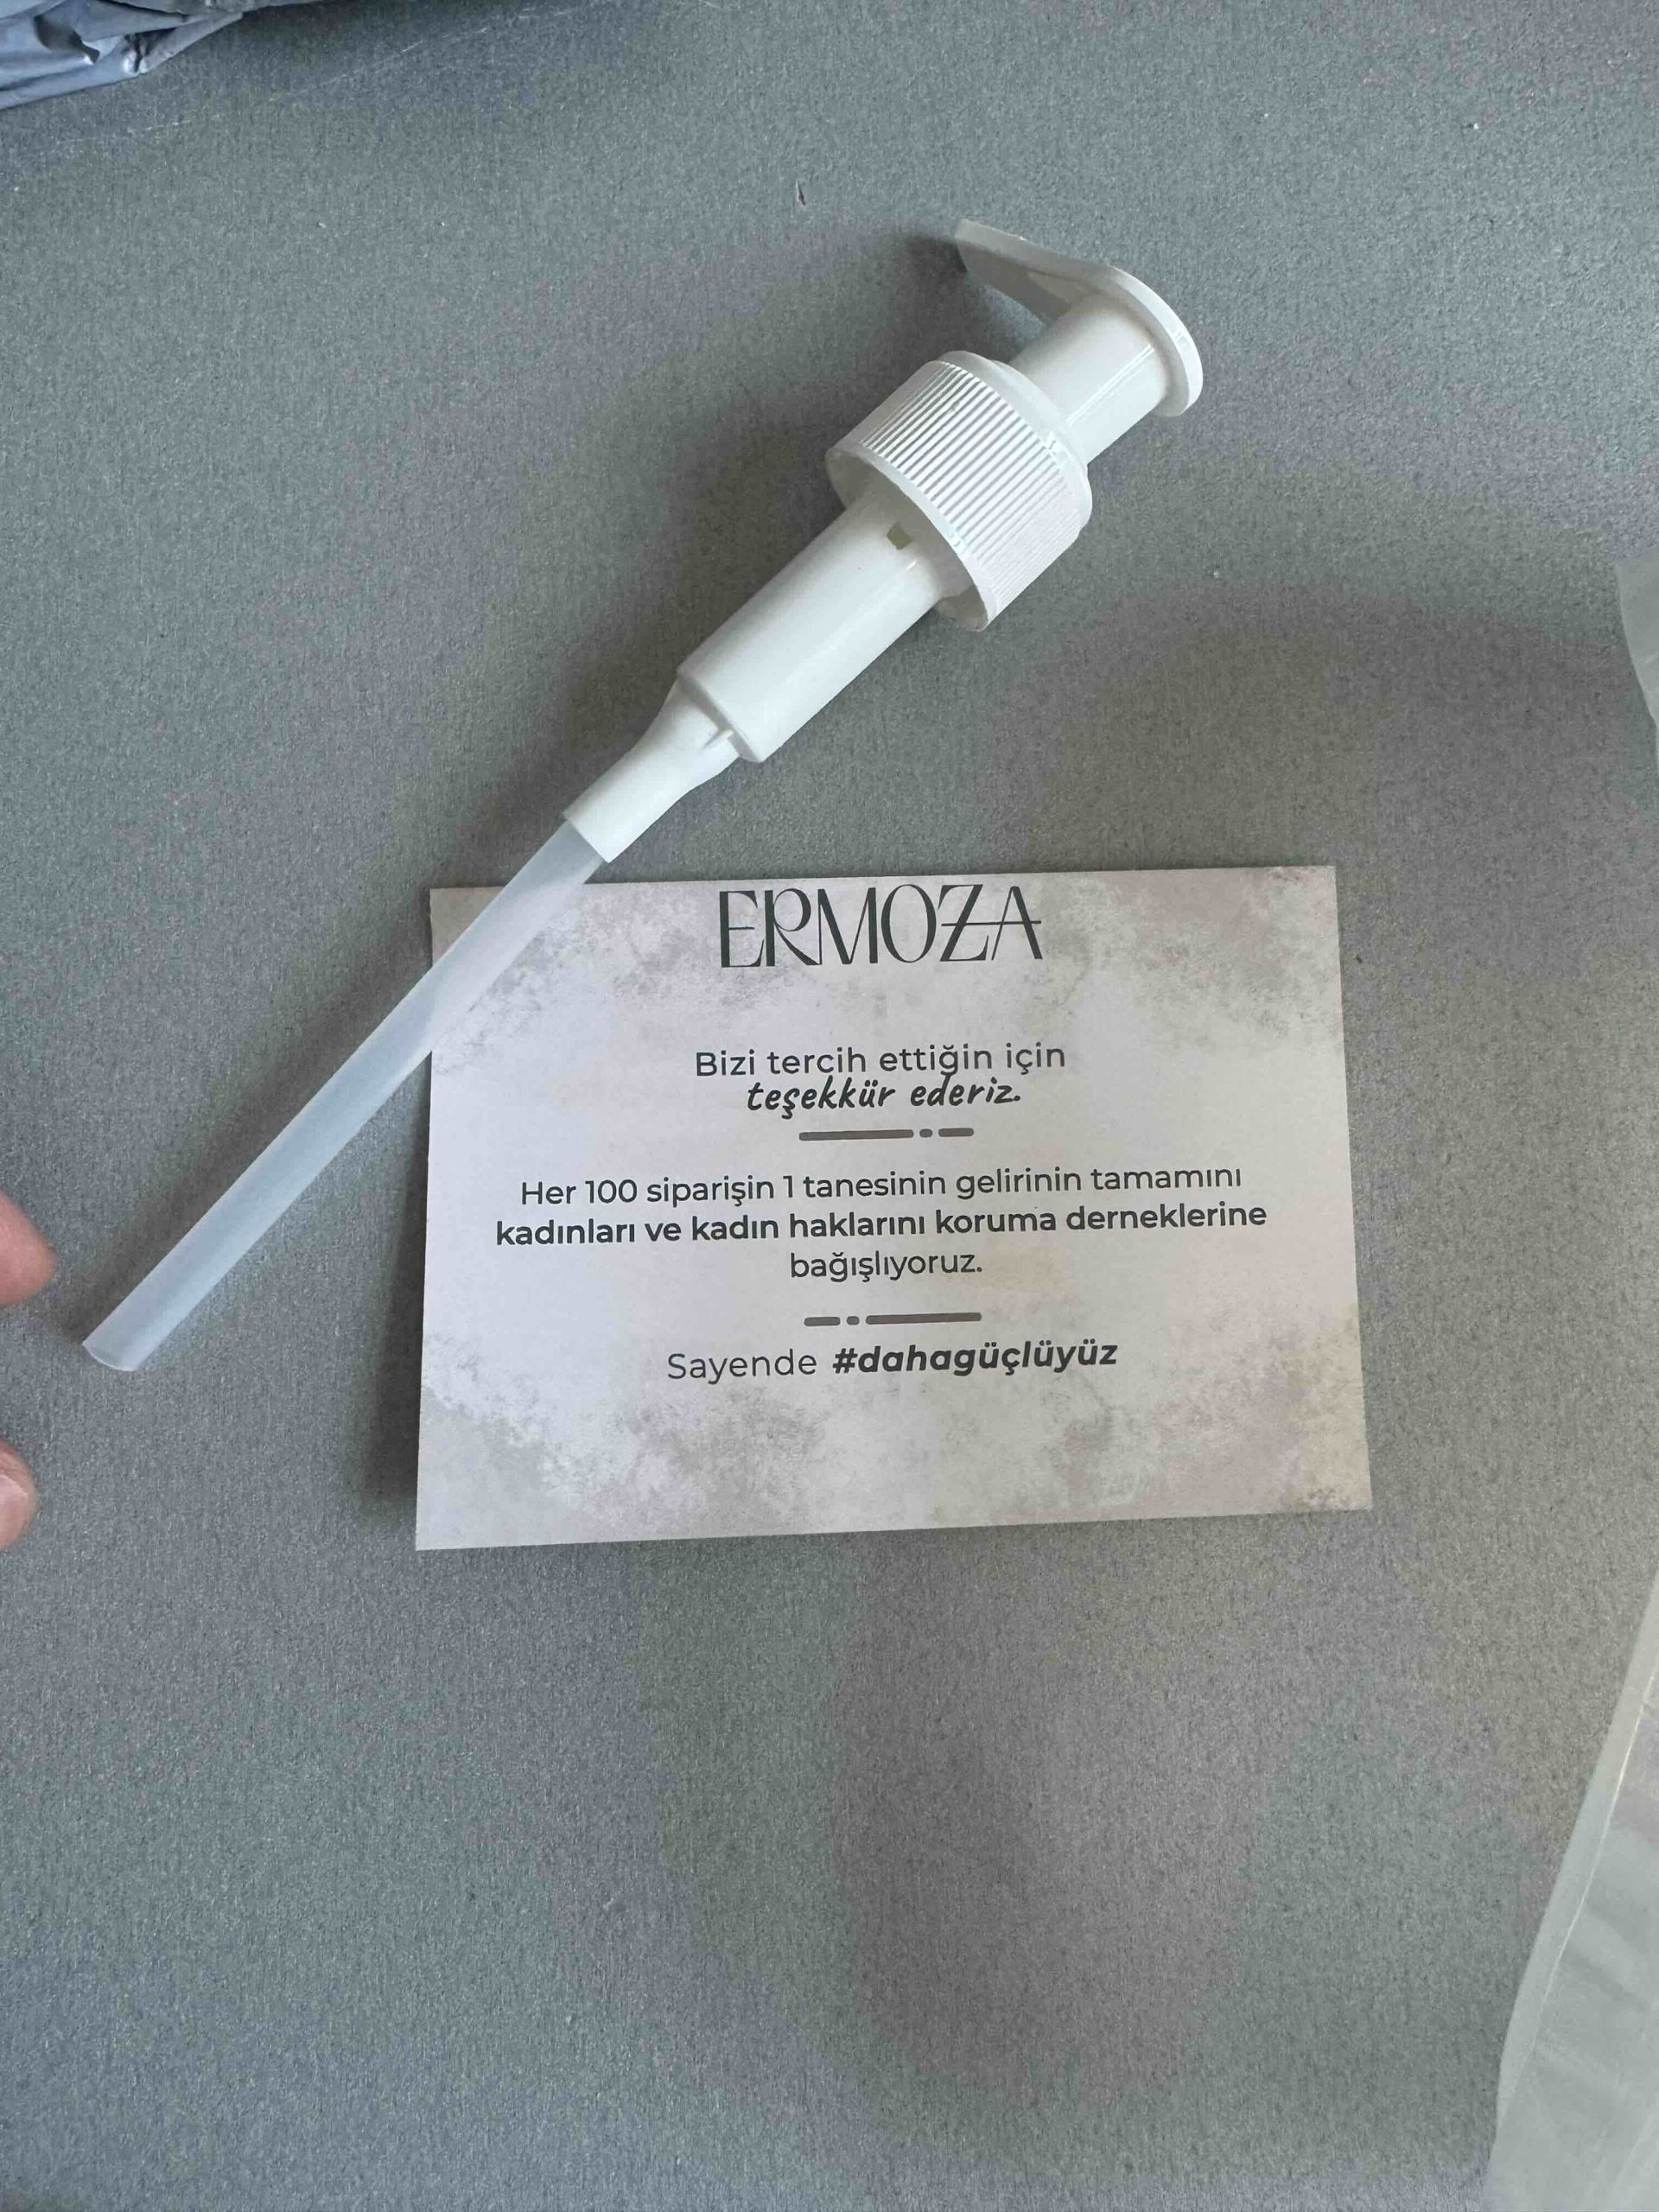 ERMOZA
Bizi tercih ettiğin için
teşekkür ederiz.
Her 100 siparişin 1 tanesinin gelirinin tamamını
kadınları ve kadın haklarını koruma derneklerine
bağışlıyoruz.
Sayende #dahagüçlüyüz